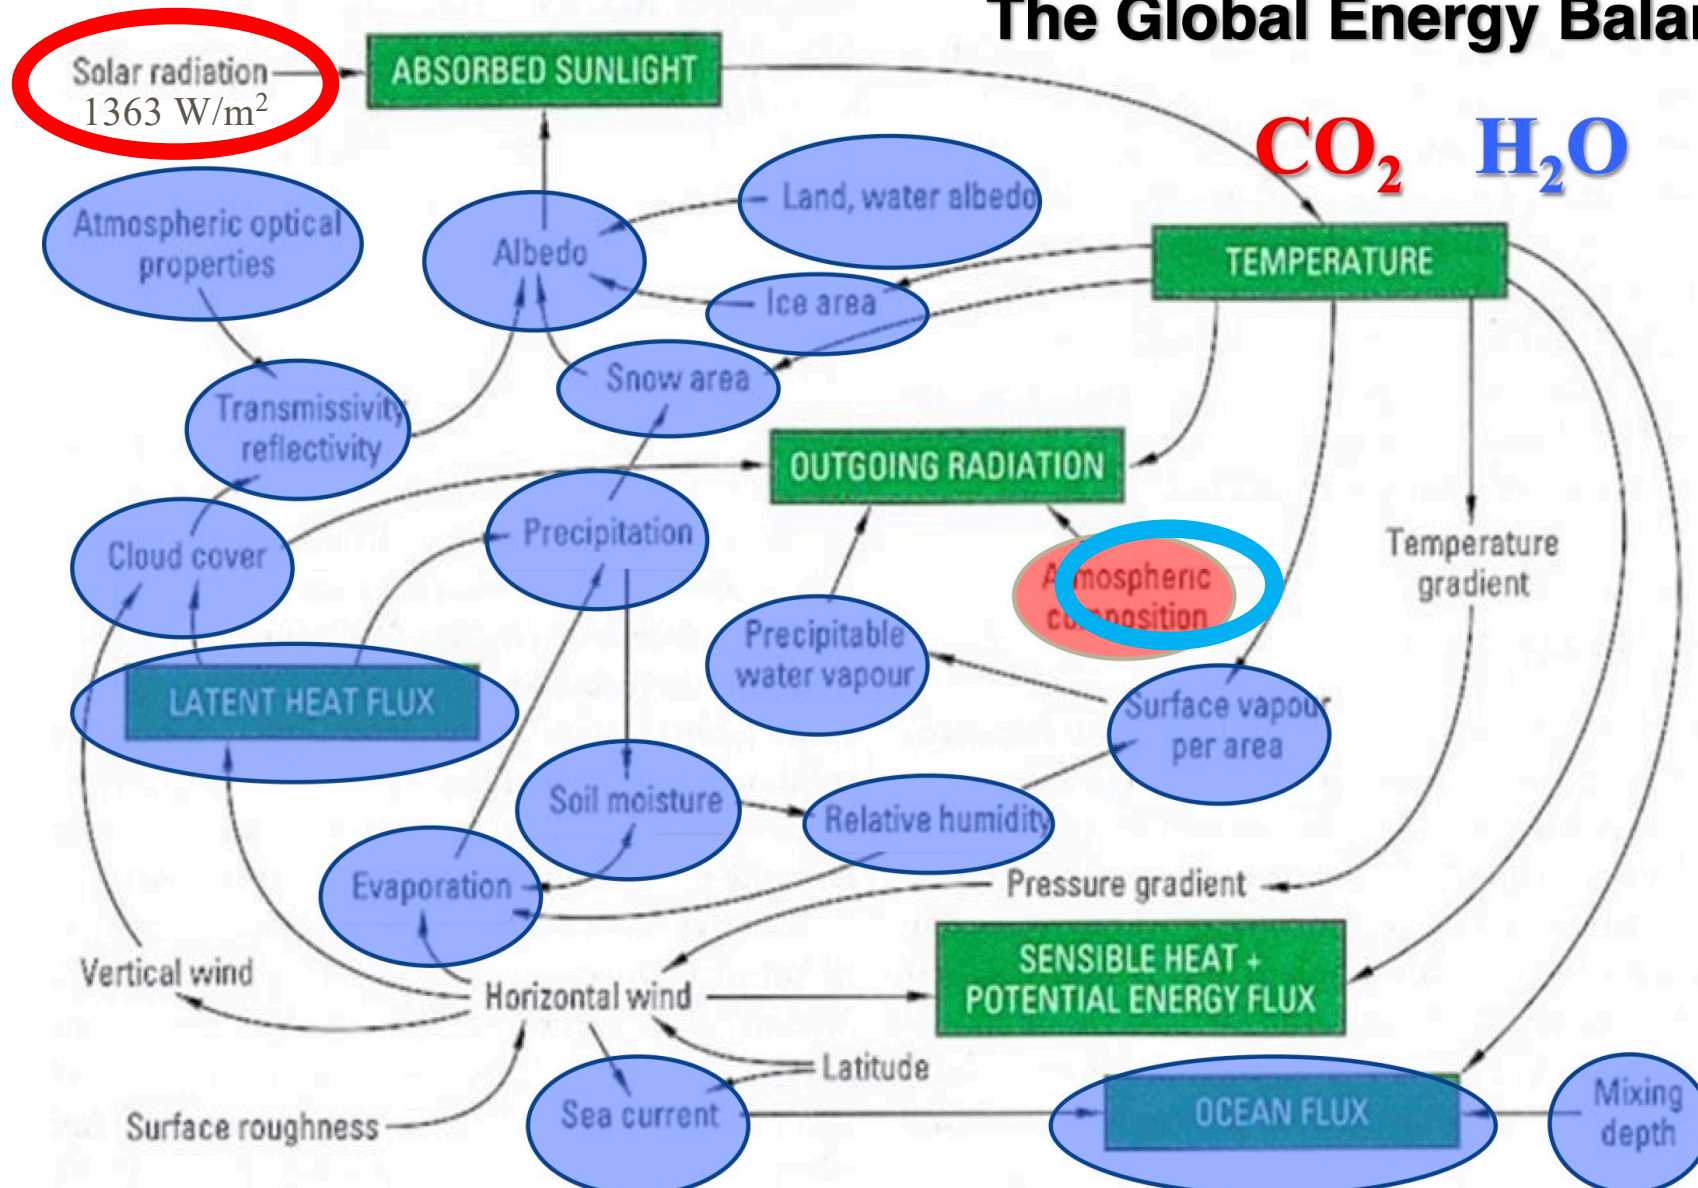 The Global Energy Balan
Solar radiation
1363 W/m²
ABSORBED SUNLIGHT
CO₂ H₂O
Atmospheric optical
properties
Albedo
Land, water albedo
Ice area
TEMPERATURE
Snow area
Transmissivity
reflectivity
OUTGOING RADIATION
Cloud cover
Precipitation
Atmospheric
composition
Temperature
gradient
Precipitable
water vapour
LATENT HEAT FLUX
Surface vapour
per area
Soil moisture
Relative humidity
Evaporation
Pressure gradient
Vertical wind
Horizontal wind
SENSIBLE HEAT +
POTENTIAL ENERGY FLUX
Latitude
Surface roughness
Sea current
OCEAN FLUX
Mixing
depth